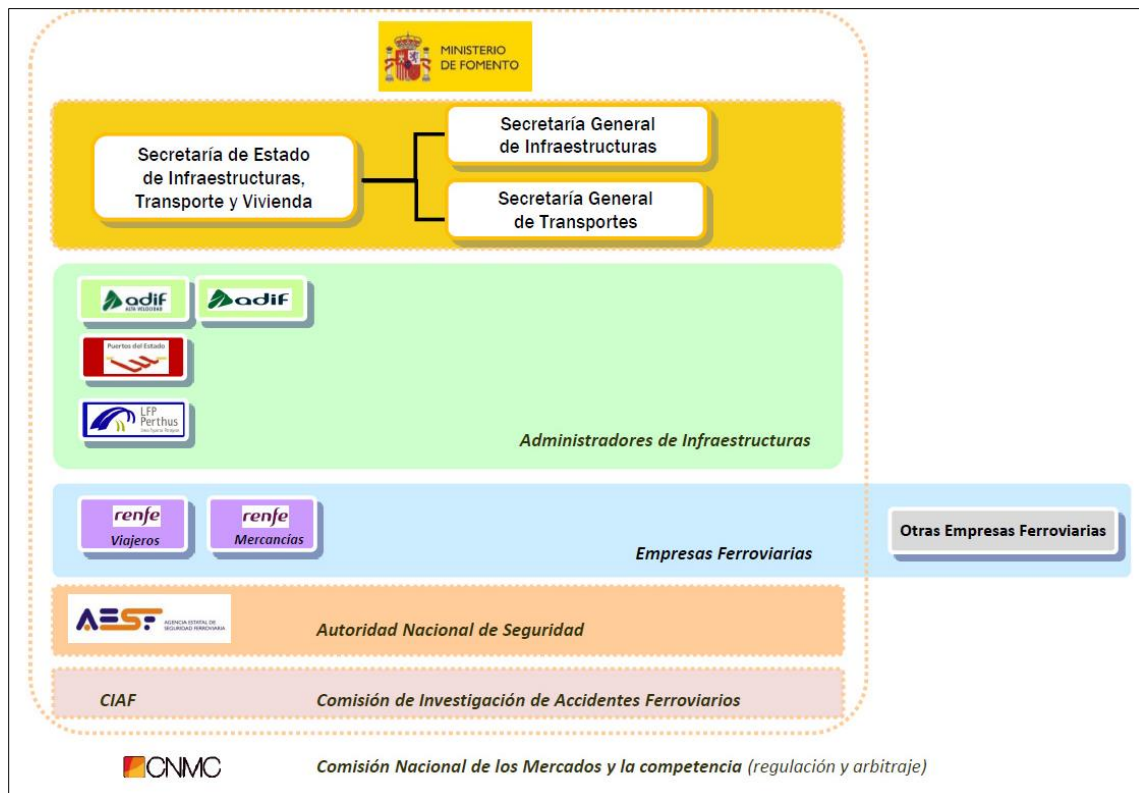 MINISTERIO
DE FOMENTO
Secretaría de Estado
de Infraestructuras,
Transporte y Vivienda
Secretaría General
de Infraestructuras
Secretaría General
de Transportes
adif
ALTA VELOCIDAD
adif
Puertos del Estado
LFP
Perthus
Administradores de Infraestructuras
renfe
Viajeros
renfe
Mercancías
Empresas Ferroviarias
Otras Empresas Ferroviarias
AESF
AGENCIA ESTATAL DE
SEGURIDAD FERROVIARIA
Autoridad Nacional de Seguridad
CIAF
Comisión de Investigación de Accidentes Ferroviarios
CNMC
Comisión Nacional de los Mercados y la competencia (regulación y arbitraje)